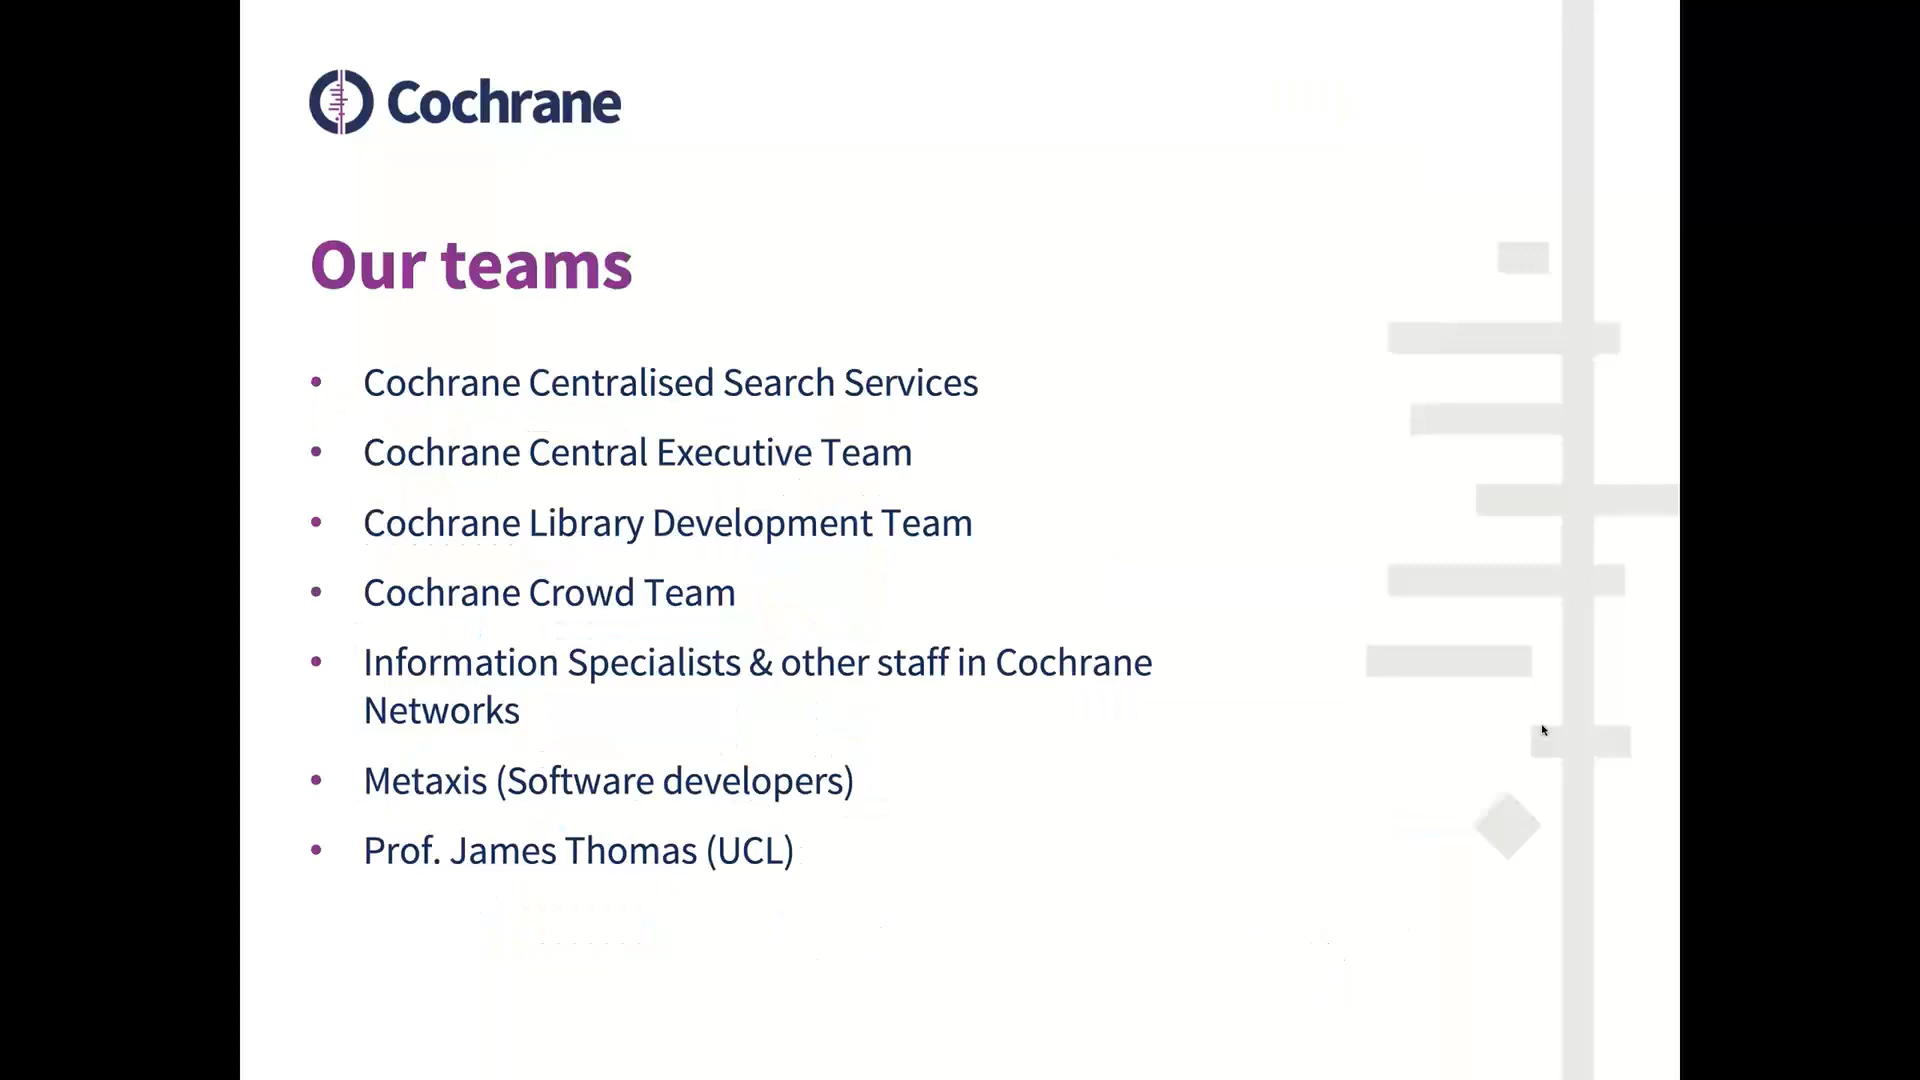 Cochrane
Our teams
• Cochrane Centralised Search Services
• Cochrane Central Executive Team
• Cochrane Library Development Team
• Cochrane Crowd Team
• Information Specialists & other staff in Cochrane
Networks
• Metaxis (Software developers)
• Prof. James Thomas (UCL)